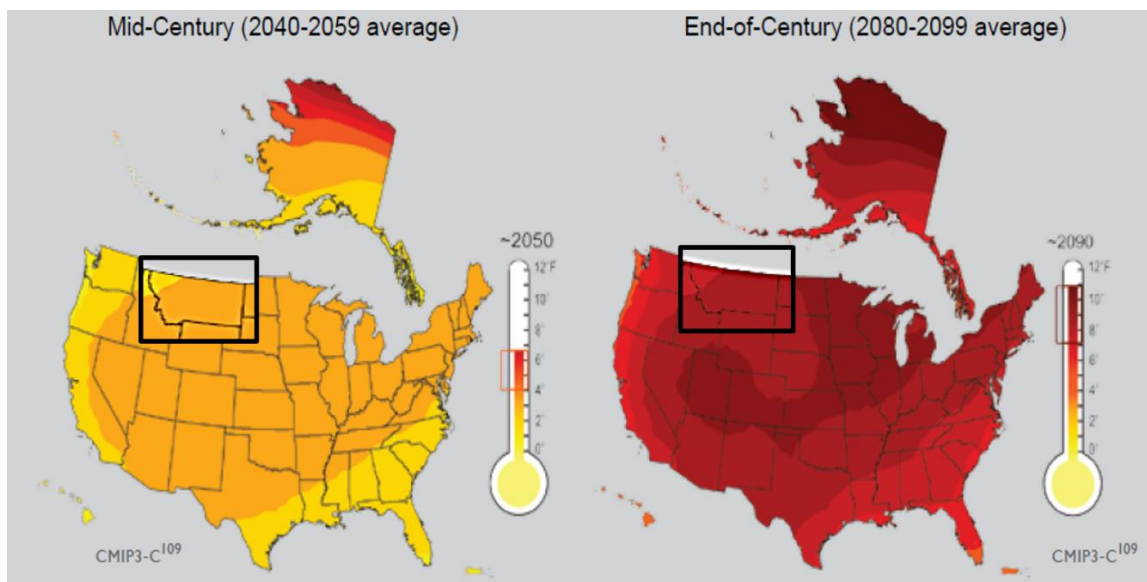 Mid-Century (2040-2059 average)
End-of-Century (2080-2099 average)
~2050
12°F
10°
8°
6°
4°
2°
0°
~2090
12°F
10°
8°
6°
4°
2°
0°
CMIP3-C¹⁰⁹
CMIP3-C¹⁰⁹